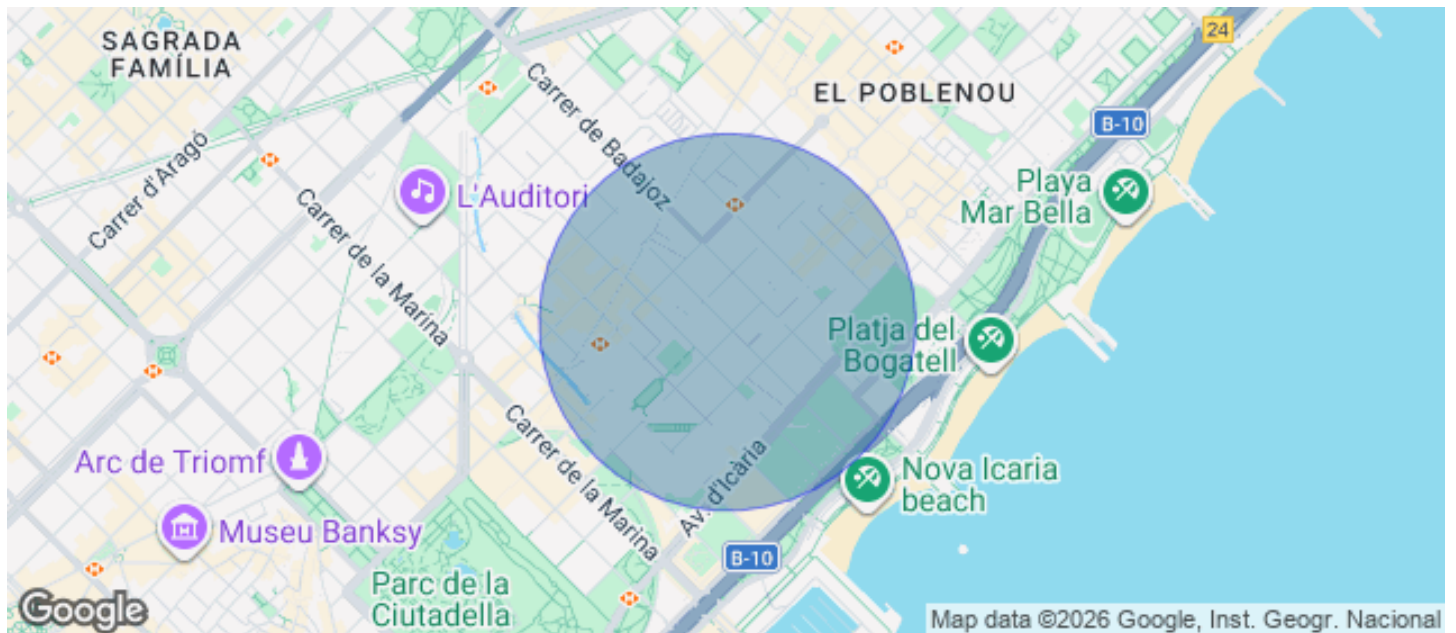 SAGRADA
FAMÍLIA
Carrer d'Aragó
Carrer de la Marina
L'Auditori
Carrer de Badajoz
EL POBLENOU
24
B-10
Playa
Mar Bella
Platja del
Bogatell
Nova Icaria
beach
Av. d'Icària
B-10
Carrer de la Marina
Arc de Triomf
Museu Banksy
Parc de la
Ciutadella
Google
Map data ©2026 Google, Inst. Geogr. Nacional